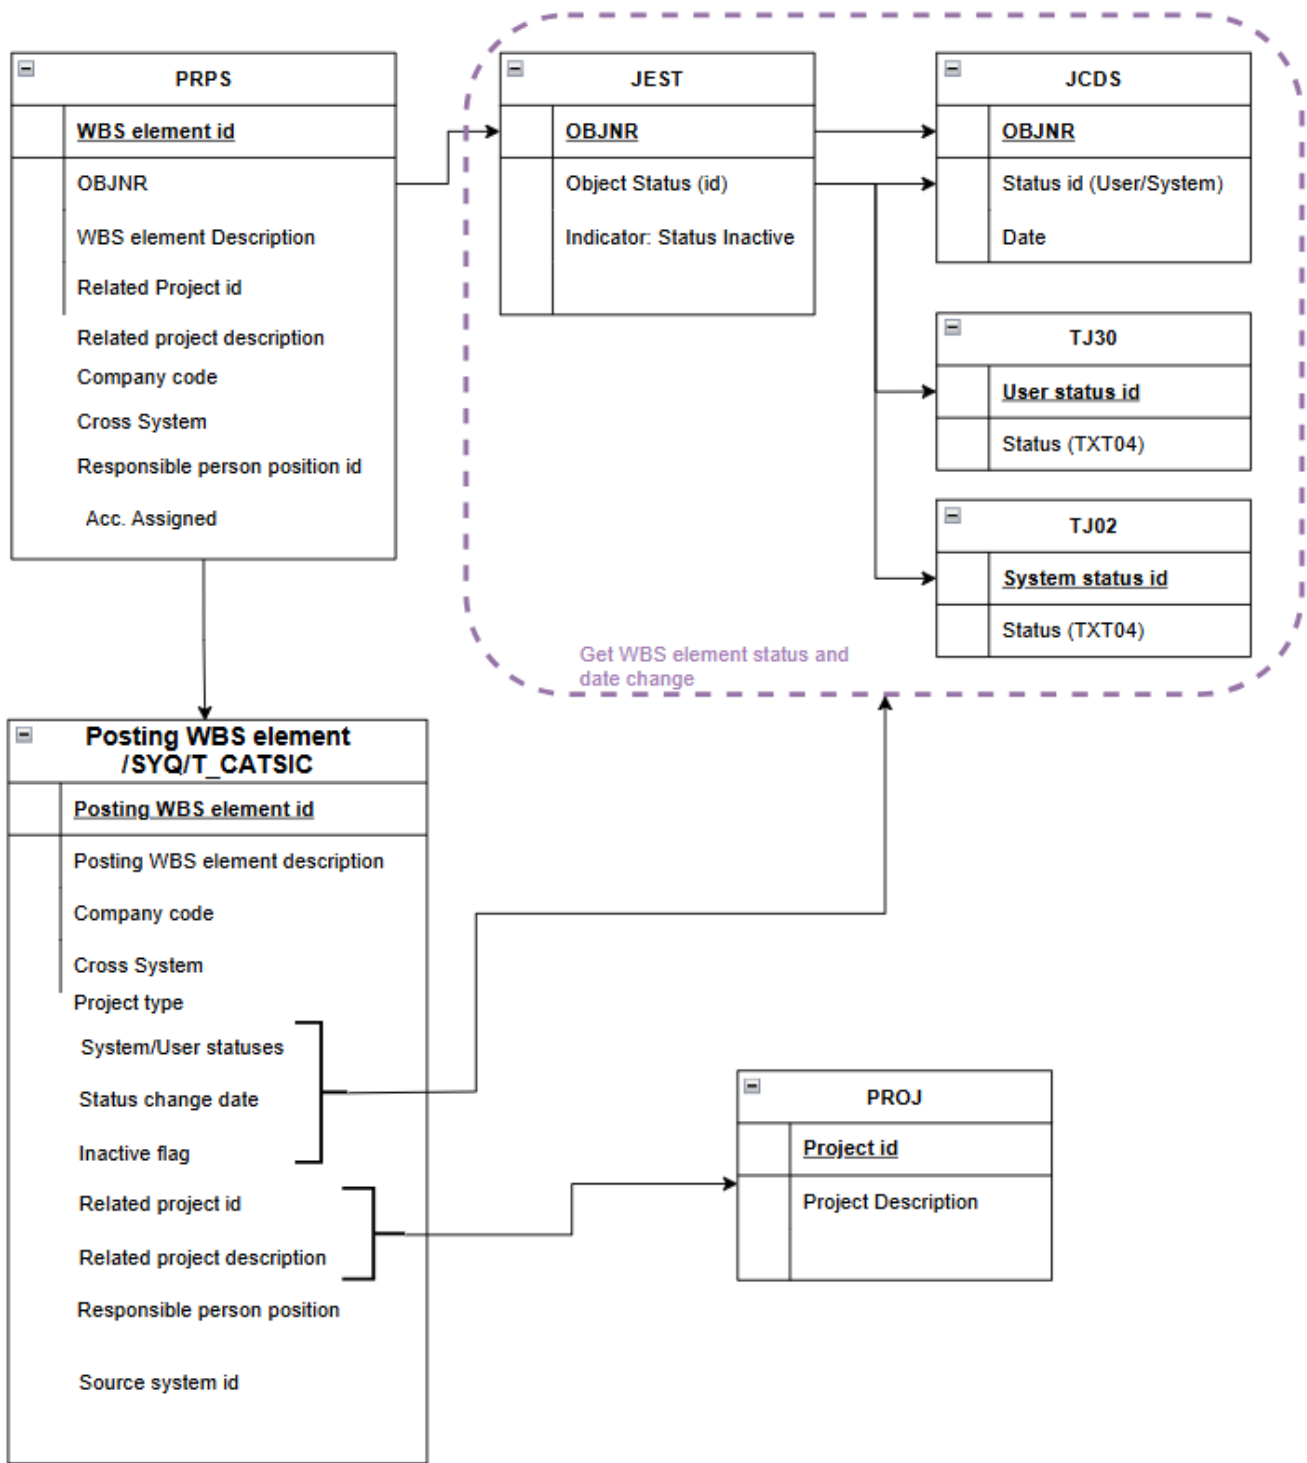 PRPS
WBS element id
OBJNR
WBS element Description
Related Project id
Related project description
Company code
Cross System
Responsible person position id
Acc. Assigned
JEST
OBJNR
Object Status (id)
Indicator: Status Inactive
JCDS
OBJNR
Status id (User/System)
Date
TJ30
User status id
Status (TXT04)
TJ02
System status id
Status (TXT04)
Get WBS element status and
date change
Posting WBS element
/SYQ/T_CATSIC
Posting WBS element id
Posting WBS element description
Company code
Cross System
Project type
System/User statuses
Status change date
Inactive flag
Related project id
Related project description
Responsible person position
Source system id
PROJ
Project id
Project Description